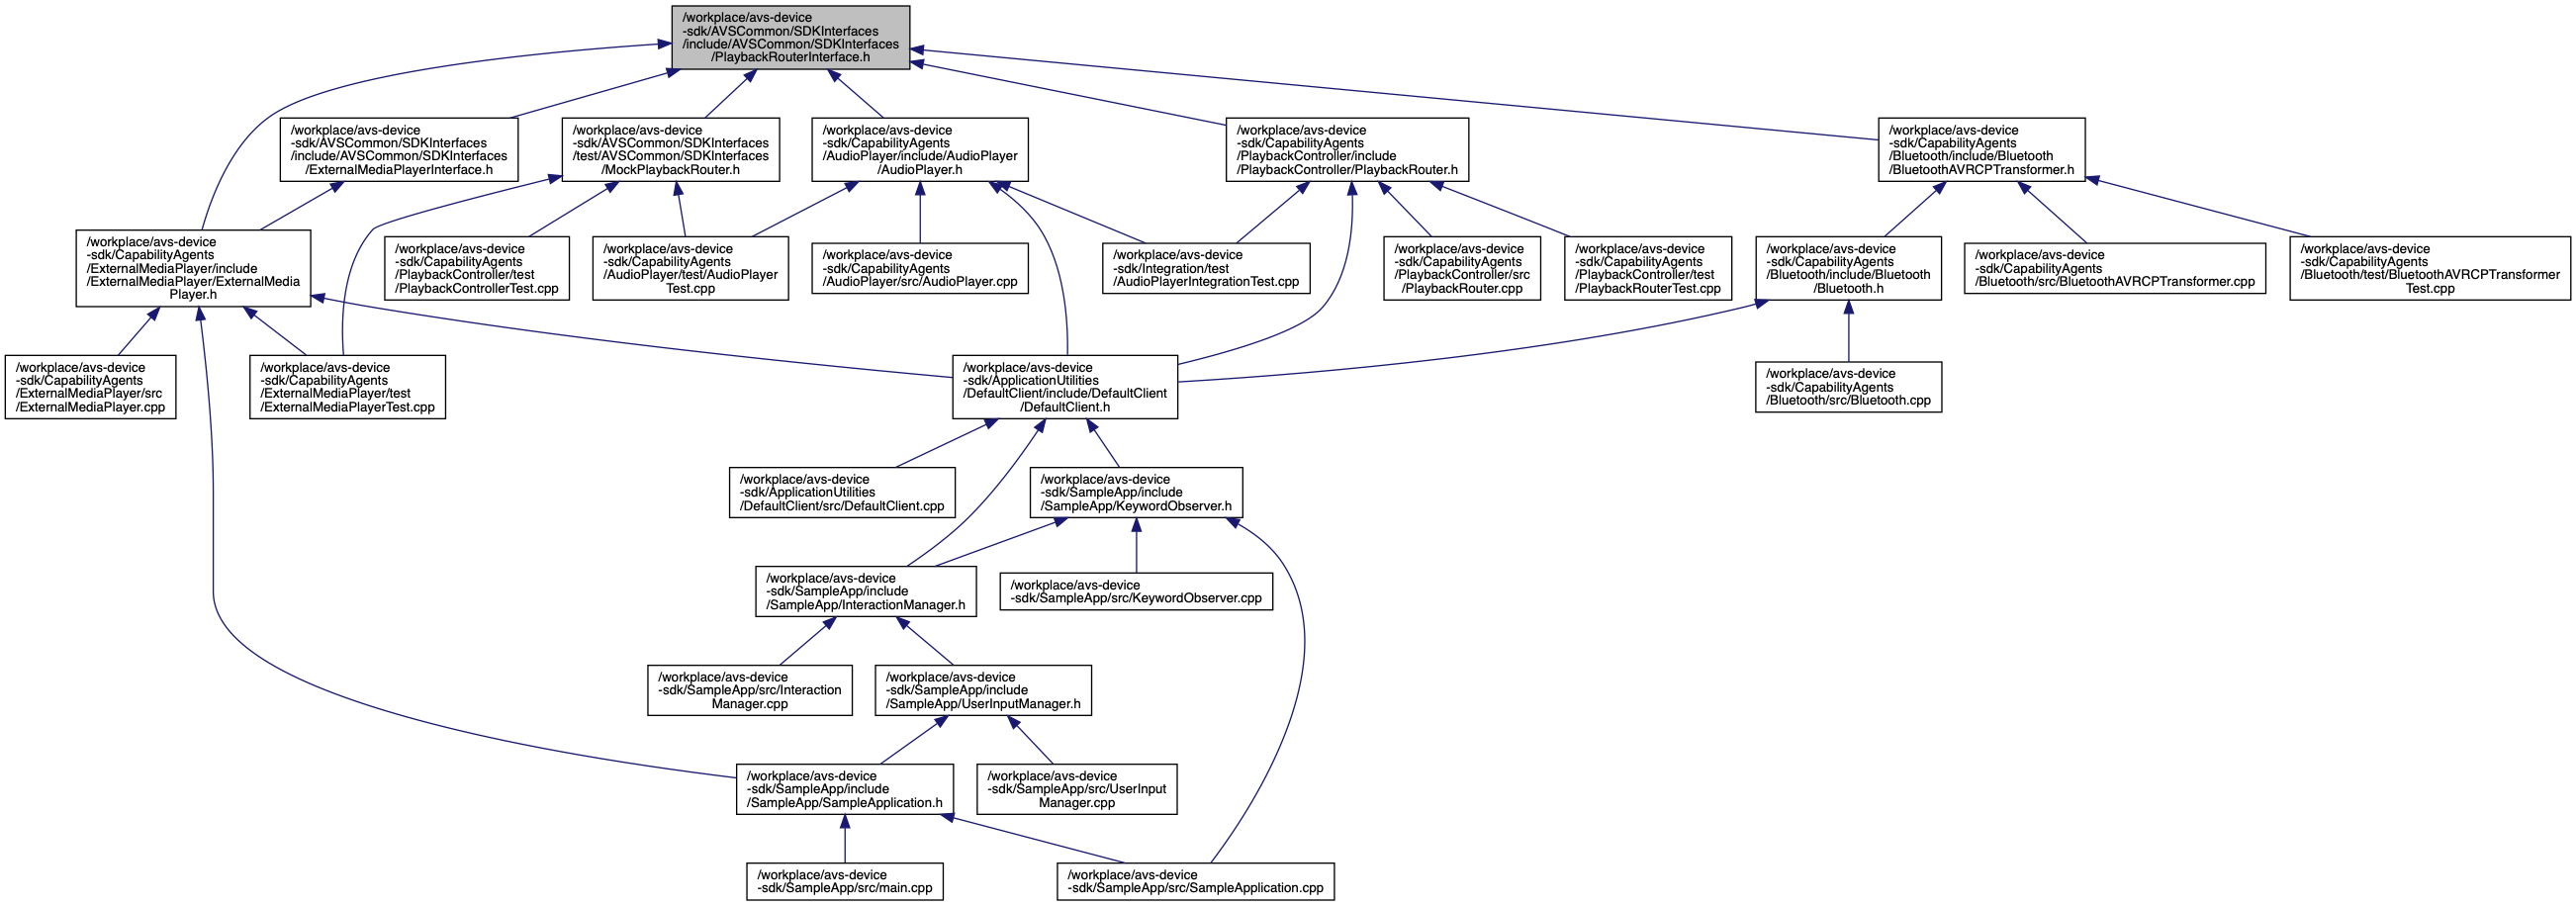 /workplace/avs-device
-sdk/AVSCommon/SDKInterfaces
/include/AVSCommon/SDKInterfaces
/PlaybackRouterInterface.h
/workplace/avs-device
-sdk/AVSCommon/SDKInterfaces
/include/AVSCommon/SDKInterfaces
/ExternalMediaPlayerInterface.h
/workplace/avs-device
-sdk/AVSCommon/SDKInterfaces
/test/AVSCommon/SDKInterfaces
/MockPlaybackRouter.h
/workplace/avs-device
-sdk/CapabilityAgents
/AudioPlayer/include/AudioPlayer
/AudioPlayer.h
/workplace/avs-device
-sdk/CapabilityAgents
/PlaybackController/include
/PlaybackController/PlaybackRouter.h
/workplace/avs-device
-sdk/CapabilityAgents
/Bluetooth/include/Bluetooth
/BluetoothAVRCPTransformer.h
/workplace/avs-device
-sdk/CapabilityAgents
/ExternalMediaPlayer/include
/ExternalMediaPlayer/ExternalMedia
Player.h
/workplace/avs-device
-sdk/CapabilityAgents
/PlaybackController/test
/PlaybackControllerTest.cpp
/workplace/avs-device
-sdk/CapabilityAgents
/AudioPlayer/test/AudioPlayer
Test.cpp
/workplace/avs-device
-sdk/CapabilityAgents
/AudioPlayer/src/AudioPlayer.cpp
/workplace/avs-device
-sdk/Integration/test
/AudioPlayerIntegrationTest.cpp
/workplace/avs-device
-sdk/CapabilityAgents
/PlaybackController/src
/PlaybackRouter.cpp
/workplace/avs-device
-sdk/CapabilityAgents
/PlaybackController/test
/PlaybackRouterTest.cpp
/workplace/avs-device
-sdk/CapabilityAgents
/Bluetooth/include/Bluetooth
/Bluetooth.h
/workplace/avs-device
-sdk/CapabilityAgents
/Bluetooth/src/BluetoothAVRCPTransformer.cpp
/workplace/avs-device
-sdk/CapabilityAgents
/Bluetooth/test/BluetoothAVRCPTransformer
Test.cpp
/workplace/avs-device
-sdk/CapabilityAgents
/ExternalMediaPlayer/src
/ExternalMediaPlayer.cpp
/workplace/avs-device
-sdk/CapabilityAgents
/ExternalMediaPlayer/test
/ExternalMediaPlayerTest.cpp
/workplace/avs-device
-sdk/ApplicationUtilities
/DefaultClient/include/DefaultClient
/DefaultClient.h
/workplace/avs-device
-sdk/CapabilityAgents
/Bluetooth/src/Bluetooth.cpp
/workplace/avs-device
-sdk/ApplicationUtilities
/DefaultClient/src/DefaultClient.cpp
/workplace/avs-device
-sdk/SampleApp/include
/SampleApp/KeywordObserver.h
/workplace/avs-device
-sdk/SampleApp/include
/SampleApp/InteractionManager.h
/workplace/avs-device
-sdk/SampleApp/src/KeywordObserver.cpp
/workplace/avs-device
-sdk/SampleApp/src/Interaction
Manager.cpp
/workplace/avs-device
-sdk/SampleApp/include
/SampleApp/UserInputManager.h
/workplace/avs-device
-sdk/SampleApp/include
/SampleApp/SampleApplication.h
/workplace/avs-device
-sdk/SampleApp/src/UserInput
Manager.cpp
/workplace/avs-device
-sdk/SampleApp/src/main.cpp
/workplace/avs-device
-sdk/SampleApp/src/SampleApplication.cpp